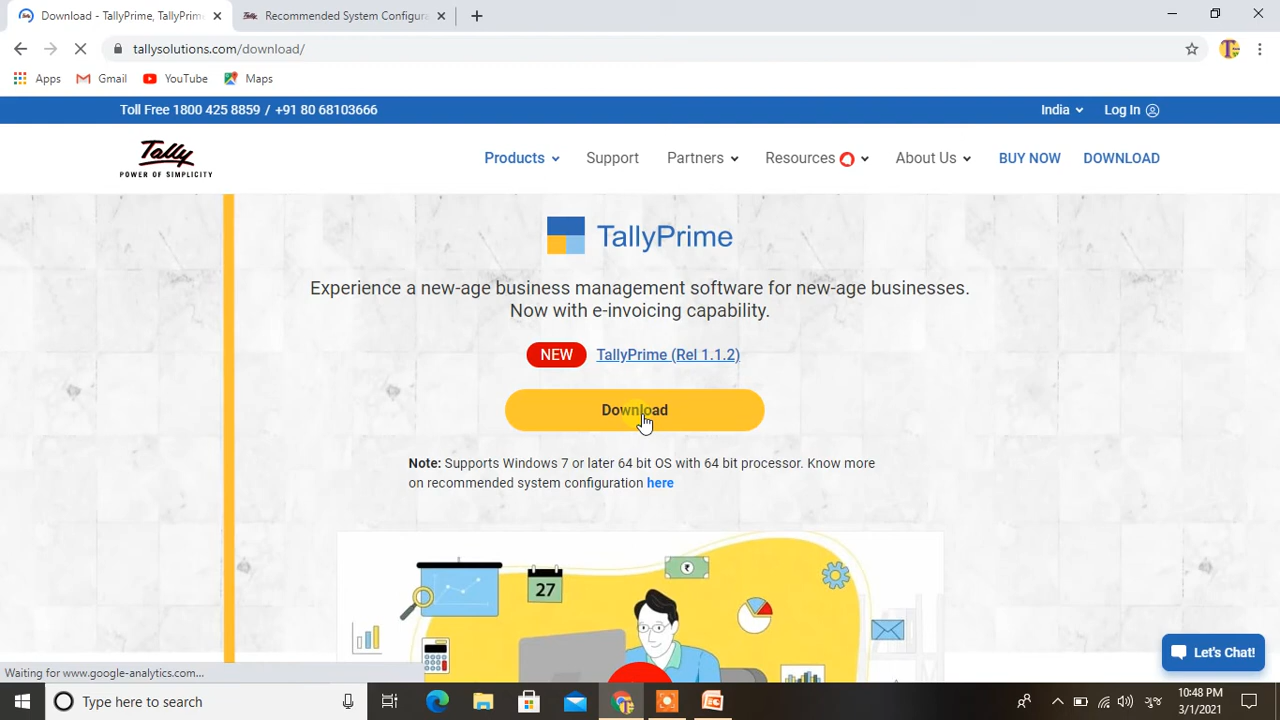 Download - TallyPrime, TallyPrim
Recommended System Configura
tallysolutions.com/download/
Apps
Gmail
YouTube
Maps
Toll Free 1800 425 8859 / +91 80 68103666
India
Log In
Tally
POWER OF SIMPLICITY
Products
Support
Partners
Resources
About Us
BUY NOW
DOWNLOAD
TallyPrime
Experience a new-age business management software for new-age businesses.
Now with e-invoicing capability.
NEW
TallyPrime (Rel 1.1.2)
Download
Note: Supports Windows 7 or later 64 bit OS with 64 bit processor. Know more
on recommended system configuration here
27
₹
Let's Chat!
Waiting for www.google-analytics.com...
Type here to search
10:48 PM
3/1/2021